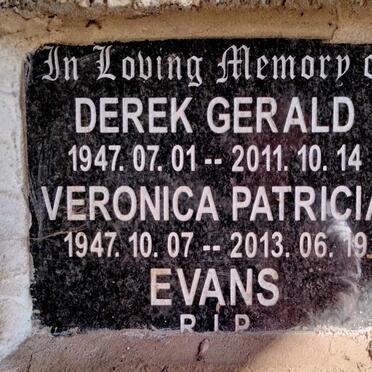 In Loving Memory o
DEREK GERALD
1947. 07. 01 -- 2011. 10. 14
VERONICA PATRICIA
1947. 10. 07 -- 2013. 06. 19
EVANS
R I P